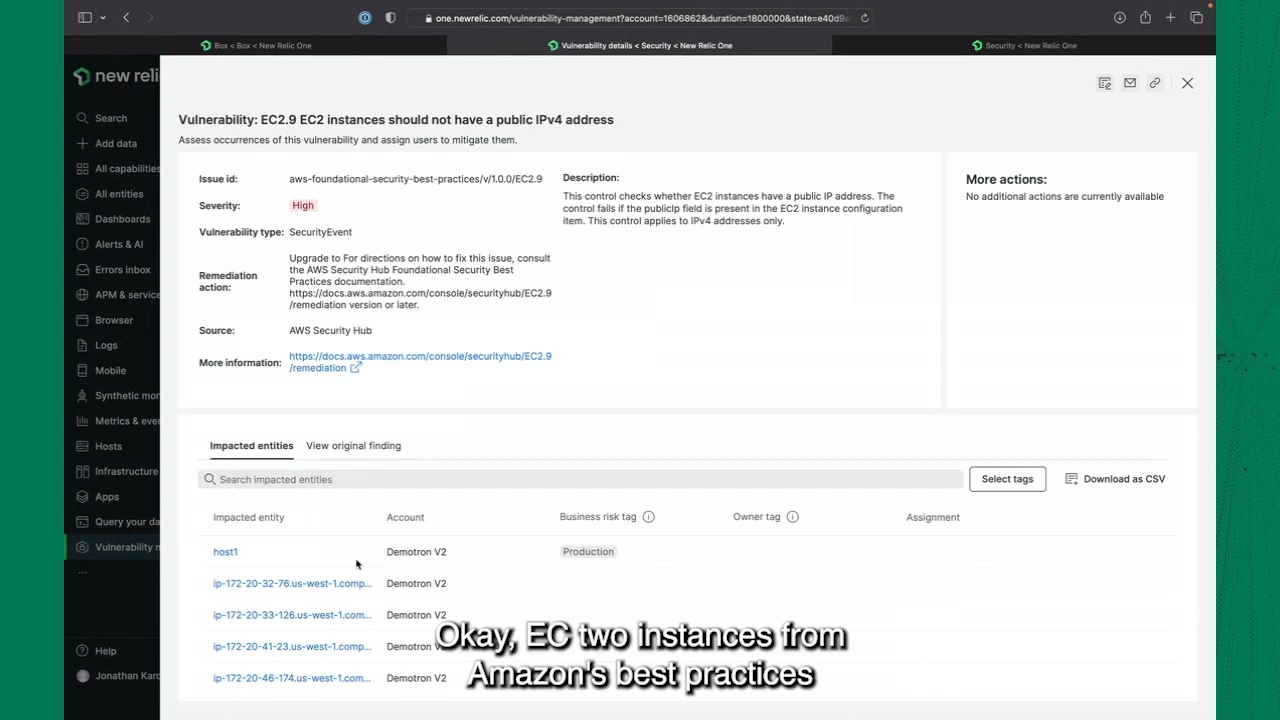 one.newrelic.com/vulnerability-management?account=1606862&duration=1800000&state=e40d9a
Box < Box < New Relic One
Vulnerability details < Security < New Relic One
Security < New Relic One
new reli
Search
Add data
All capabilities
All entities
Dashboards
Alerts & AI
Errors inbox
APM & service
Browser
Logs
Mobile
Synthetic mon
Metrics & eve
Hosts
Infrastructure
Apps
Query your da
Vulnerability m
...
Help
Jonathan Karo
Vulnerability: EC2.9 EC2 instances should not have a public IPv4 address
Assess occurrences of this vulnerability and assign users to mitigate them.
Issue id: aws-foundational-security-best-practices/v/1.0.0/EC2.9
Severity: High
Vulnerability type: SecurityEvent
Remediation action:
Upgrade to For directions on how to fix this issue, consult
the AWS Security Hub Foundational Security Best
Practices documentation.
https://docs.aws.amazon.com/console/securityhub/EC2.9
/remediation version or later.
Source: AWS Security Hub
More information: https://docs.aws.amazon.com/console/securityhub/EC2.9
/remediation
Description:
This control checks whether EC2 instances have a public IP address. The
control fails if the publicIp field is present in the EC2 instance configuration
item. This control applies to IPv4 addresses only.
More actions:
No additional actions are currently available
Impacted entities View original finding
Search impacted entities
Select tags
Download as CSV
Impacted entity Account Business risk tag Owner tag Assignment
host1 Demotron V2 Production
ip-172-20-32-76.us-west-1.comp... Demotron V2
ip-172-20-33-126.us-west-1.com... Demotron V2
ip-172-20-41-23.us-west-1.com... Demotron V2
ip-172-20-46-174.us-west-1.com... Demotron V2
Okay, EC two instances from
Amazon's best practices